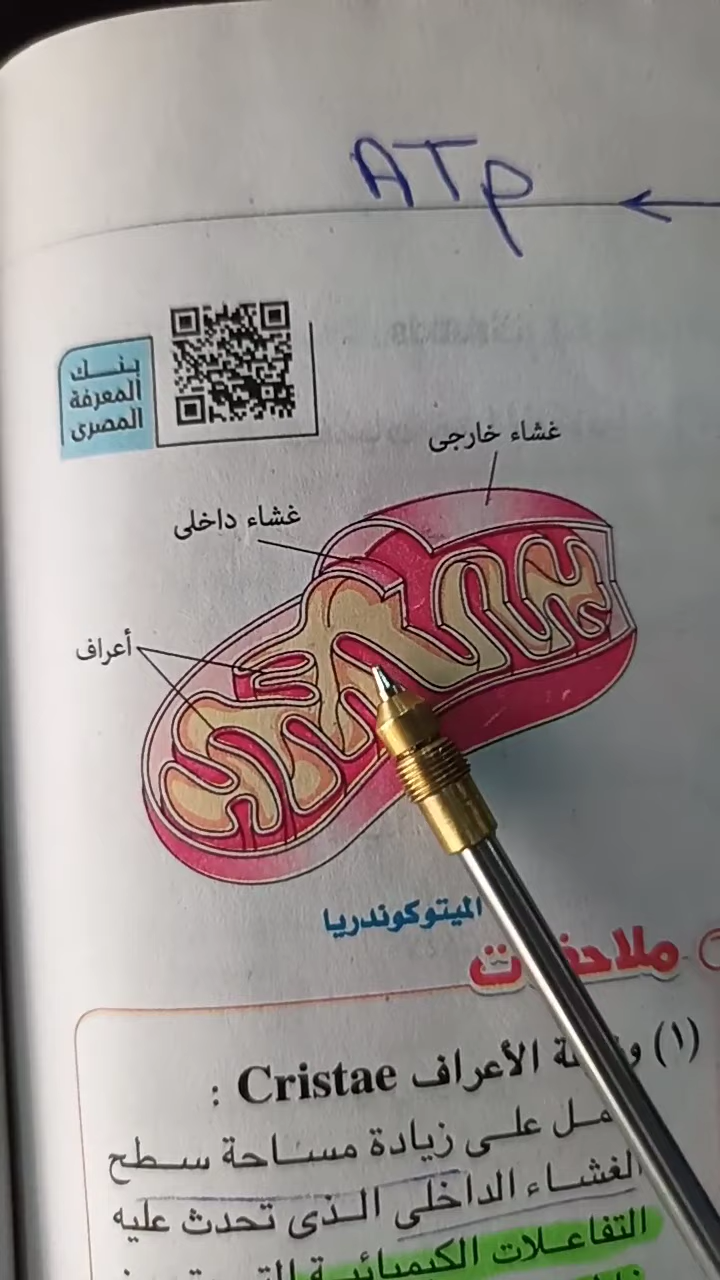 ATP
بنك
المعرفة
المصرى
غشاء خارجى
غشاء داخلى
أعراف
الميتوكوندريا
ملاحظات
(١) الأعراف Cristae :
على زيادة مساحة سطح
الغشاء الداخلى الذى تحدث عليه
التفاعلات الكيميائية